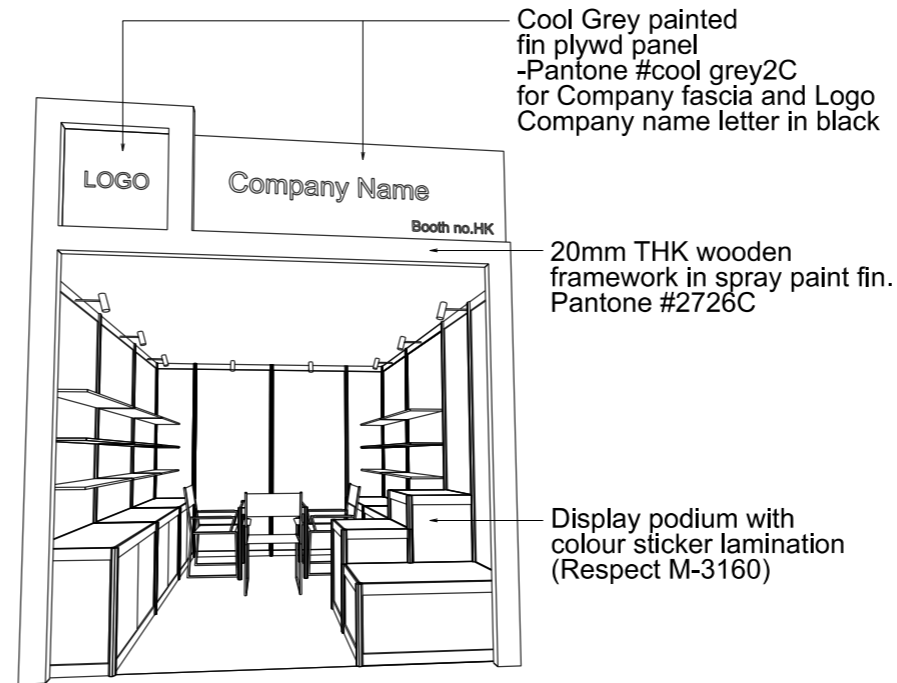 Cool Grey painted
fin plywd panel
-Pantone #cool grey2C
for Company fascia and Logo
Company name letter in black
LOGO
Company Name
Booth no.HK
20mm THK wooden
framework in spray paint fin.
Pantone #2726C
Display podium with
colour sticker lamination
(Respect M-3160)